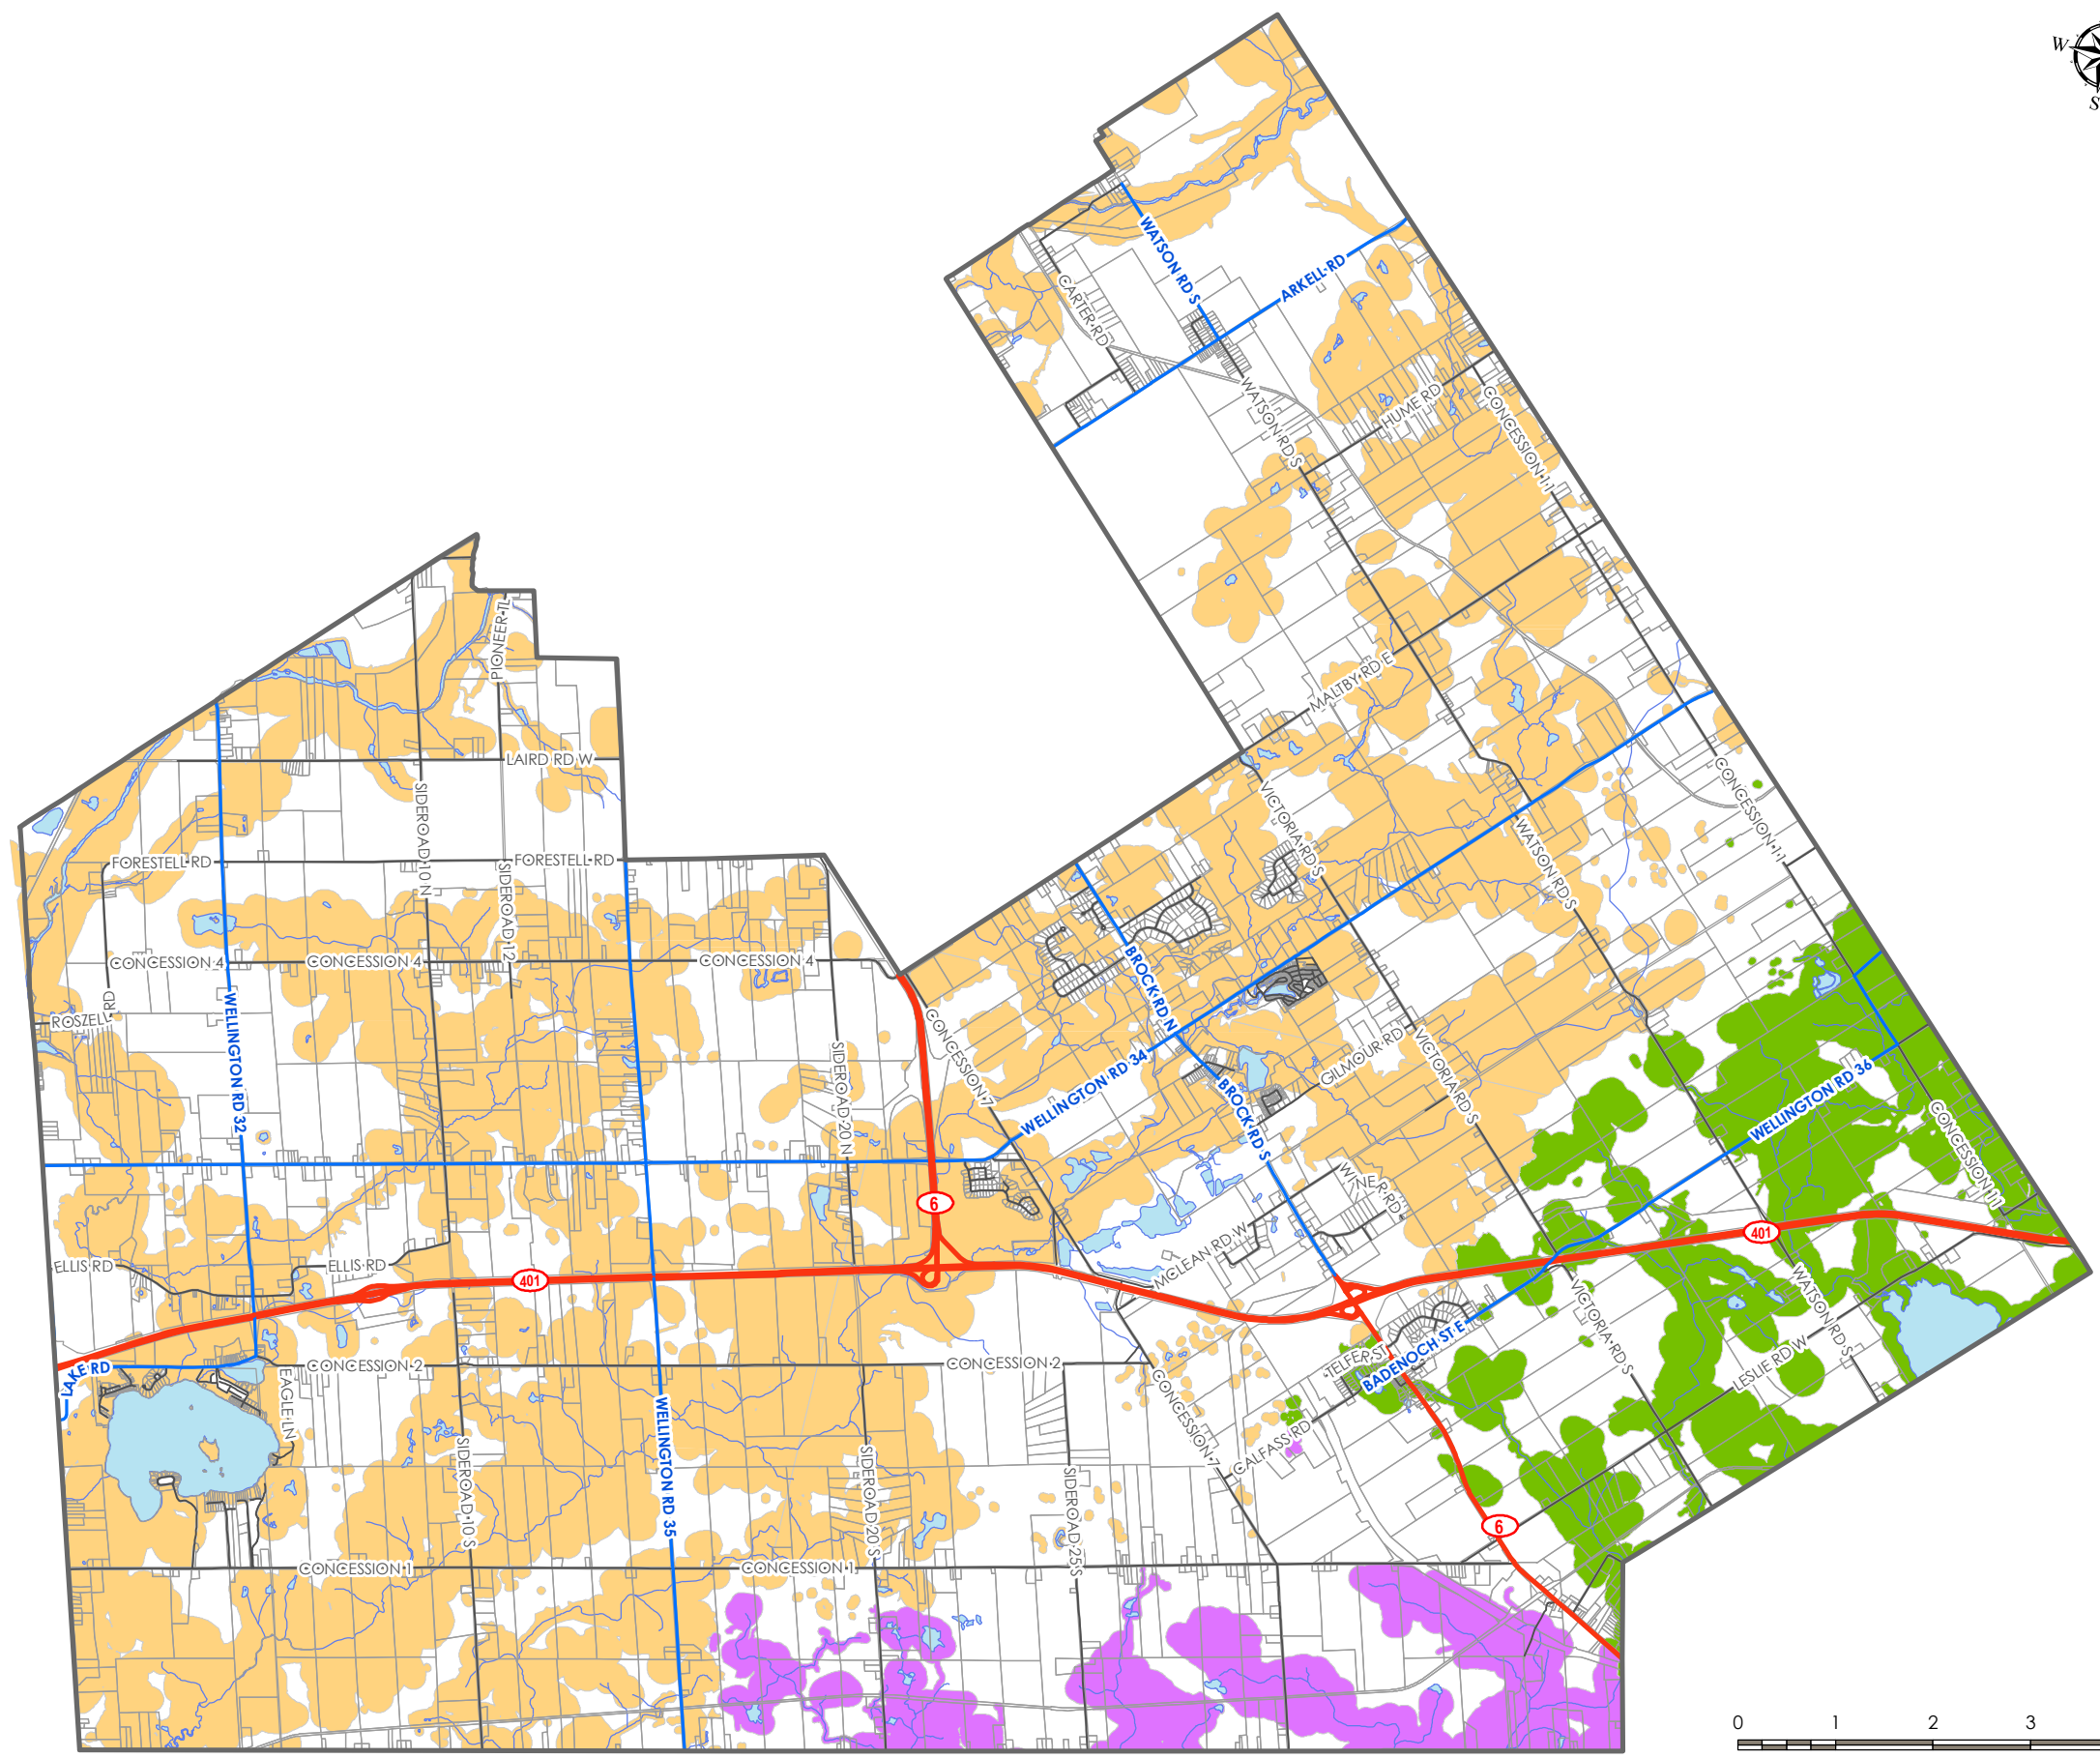 W
S
WATSON RD S
ARKELL RD
CARTER RD
WATSON RD S
HUME RD
CONCESSION 11
PIONEER TL
MALTBY RD E
LAIRD RD W
SIDEROAD 10 N
VICTORIA RD S
WATSON RD S
CONCESSION 11
FORESTELL RD
FORESTELL RD
SIDEROAD 12
CONCESSION 4
CONCESSION 4
CONCESSION 4
BROCK RD N
ROSZELL RD
WELLINGTON RD 32
SIDEROAD 20 N
CONCESSION 7
WELLINGTON RD 34
GILMOUR RD
VICTORIA RD S
BROCK RD S
WELLINGTON RD 36
CONCESSION 11
WINER RD
6
401
ELLIS RD
ELLIS RD
401
MCLEAN RD W
WATSON RD S
VICTORIA RD S
LAKE RD
CONCESSION 2
CONCESSION 2
TELFER ST
BADENOCH ST E
LESLIE RD W
EAGLE LN
CONCESSION 7
CALFASS RD
WELLINGTON RD 35
SIDEROAD 10 S
SIDEROAD 20 S
SIDEROAD 25 S
6
CONCESSION 1
CONCESSION 1
0 1 2 3